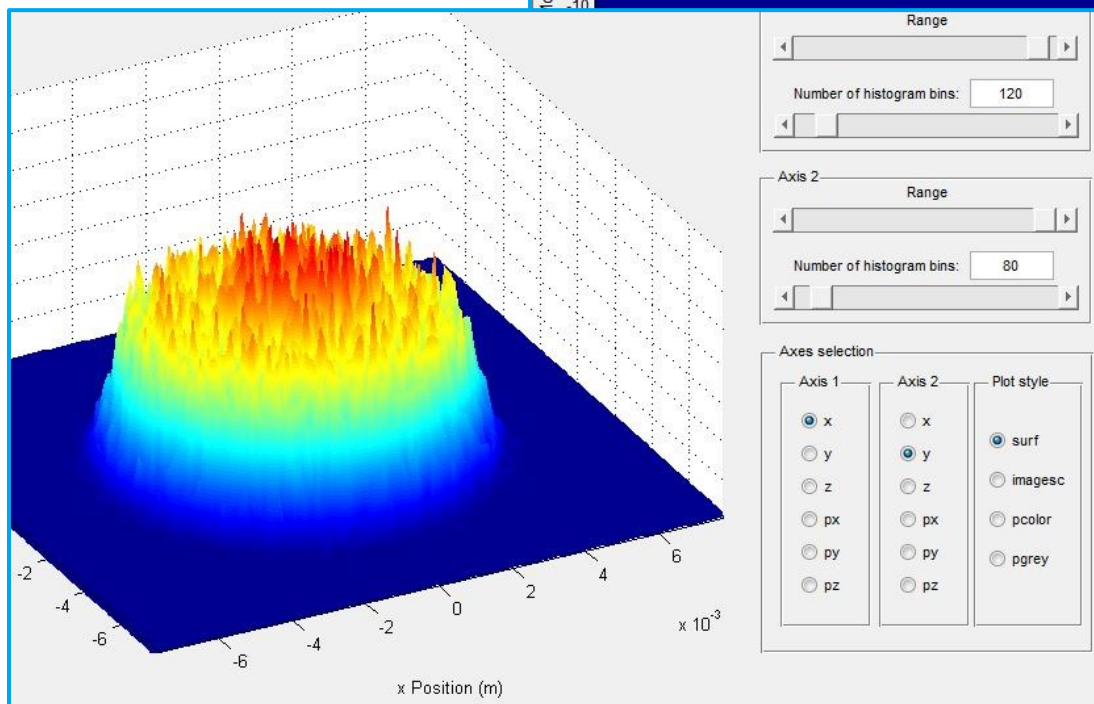 -10
Range
Number of histogram bins: 120
Axis 2
Range
Number of histogram bins: 80
Axes selection
Axis 1 Axis 2 Plot style
x x
y y surf
z z imagesc
px px pcolor
py py pgrey
pz pz
-2
-4
-6
-6 -4 -2 0 2 4 6
x 10-3
x Position (m)